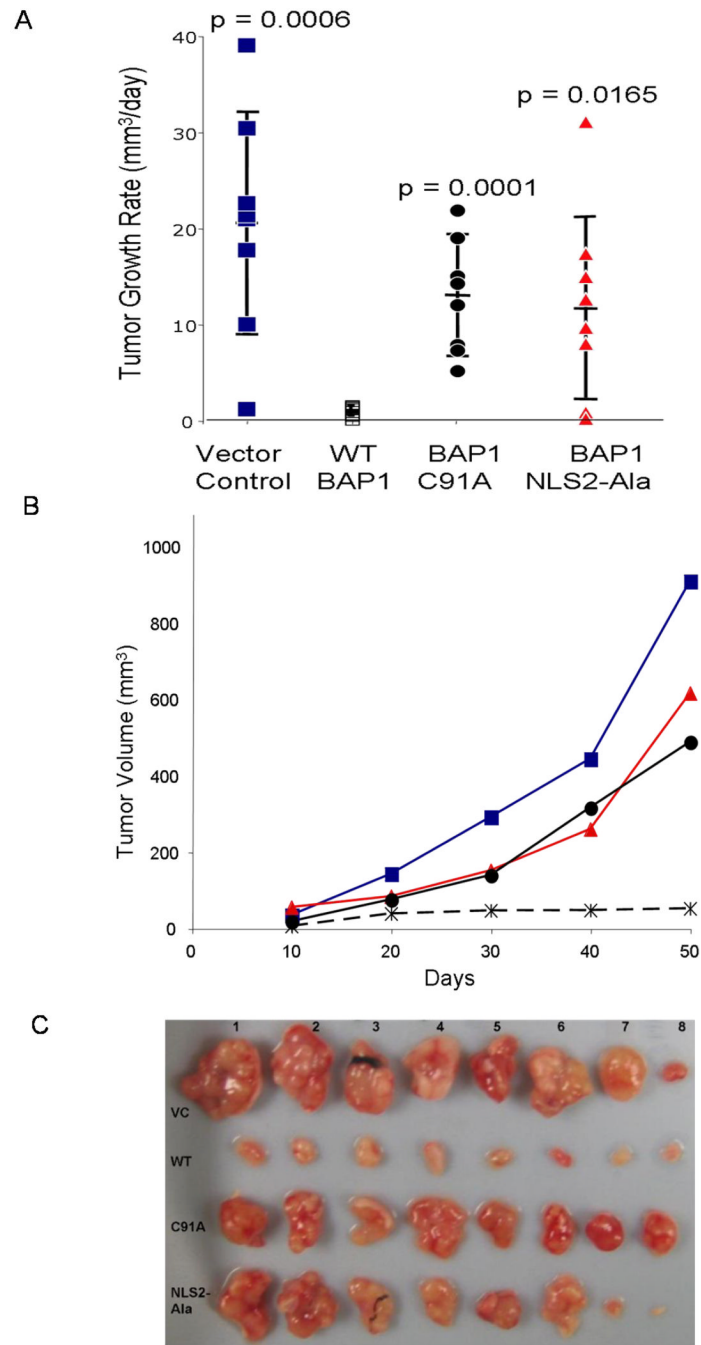 A
p = 0.0006
p = 0.0165
p = 0.0001
Tumor Growth Rate (mm³/day)
40
30
20
10
0
Vector Control
WT BAP1
BAP1 C91A
BAP1 NLS2-Ala
B
Tumor Volume (mm³)
1000
800
600
400
200
0
0 10 20 30 40 50
Days
C
1 2 3 4 5 6 7 8
VC
WT
C91A
NLS2-
Ala